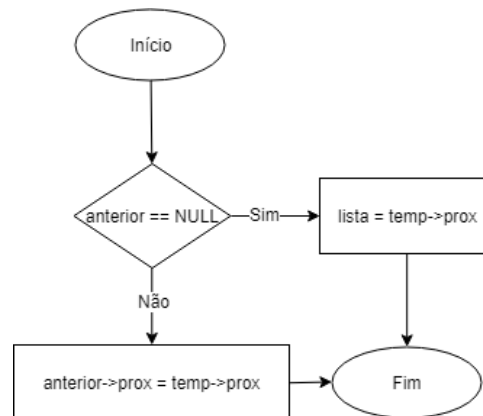 Início
anterior == NULL
Sim
lista = temp->prox
Não
anterior->prox = temp->prox
Fim